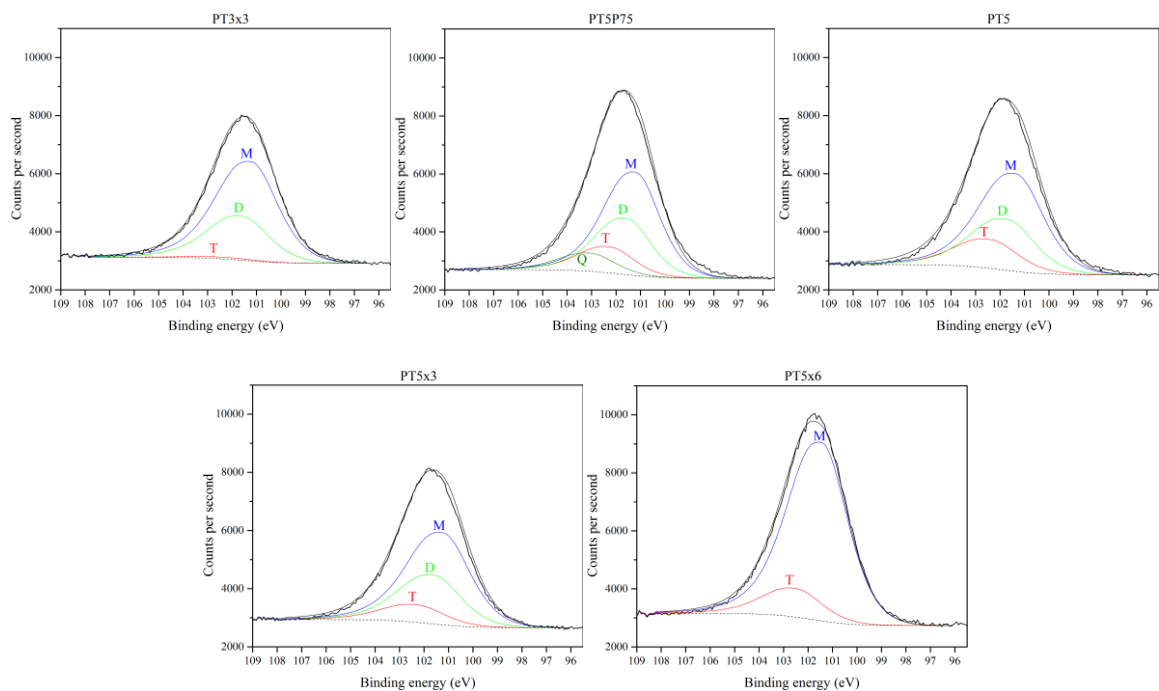 PT3x3
10000
8000
6000
4000
2000
Counts per second
M
D
T
109 108 107 106 105 104 103 102 101 100 99 98 97 96
Binding energy (eV)
PT5P75
10000
8000
6000
4000
2000
Counts per second
M
D
T
Q
109 108 107 106 105 104 103 102 101 100 99 98 97 96
Binding energy (eV)
PT5
10000
8000
6000
4000
2000
Counts per second
M
D
T
109 108 107 106 105 104 103 102 101 100 99 98 97 96
Binding energy (eV)
PT5x3
10000
8000
6000
4000
2000
Counts per second
M
D
T
109 108 107 106 105 104 103 102 101 100 99 98 97 96
Binding energy (eV)
PT5x6
10000
8000
6000
4000
2000
Counts per second
M
T
109 108 107 106 105 104 103 102 101 100 99 98 97 96
Binding energy (eV)